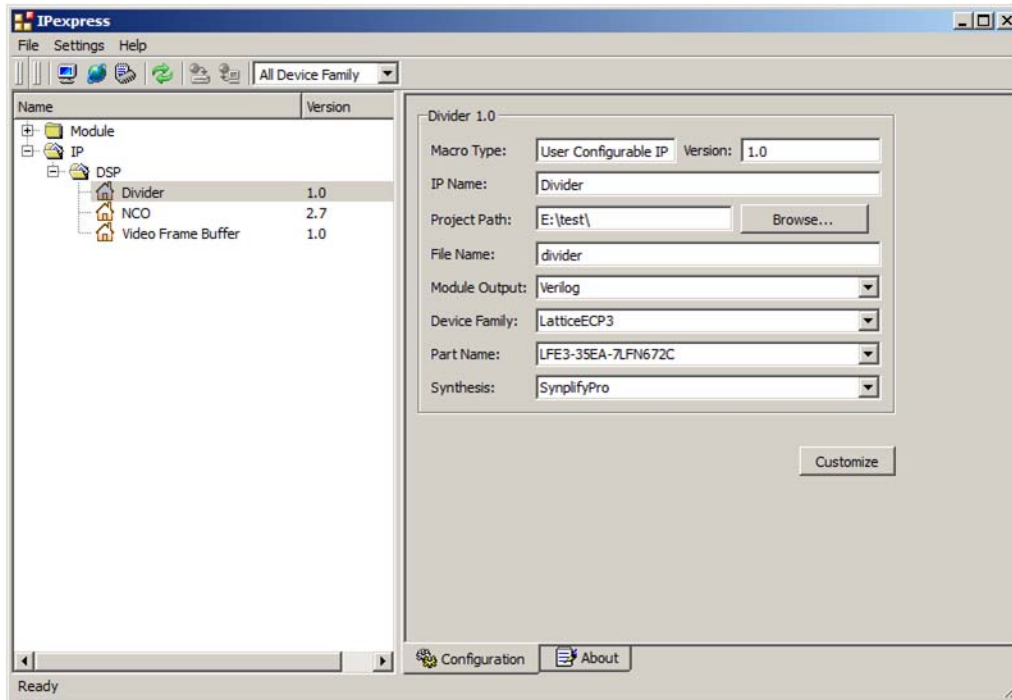 IPexpress
File Settings Help
All Device Family
Name Version
Module
IP
DSP
Divider 1.0
NCO 2.7
Video Frame Buffer 1.0
Divider 1.0
Macro Type: User Configurable IP Version: 1.0
IP Name: Divider
Project Path: E:\test\ Browse...
File Name: divider
Module Output: Verilog
Device Family: LatticeECP3
Part Name: LFE3-35EA-7LFN672C
Synthesis: SynplifyPro
Customize
Configuration About
Ready